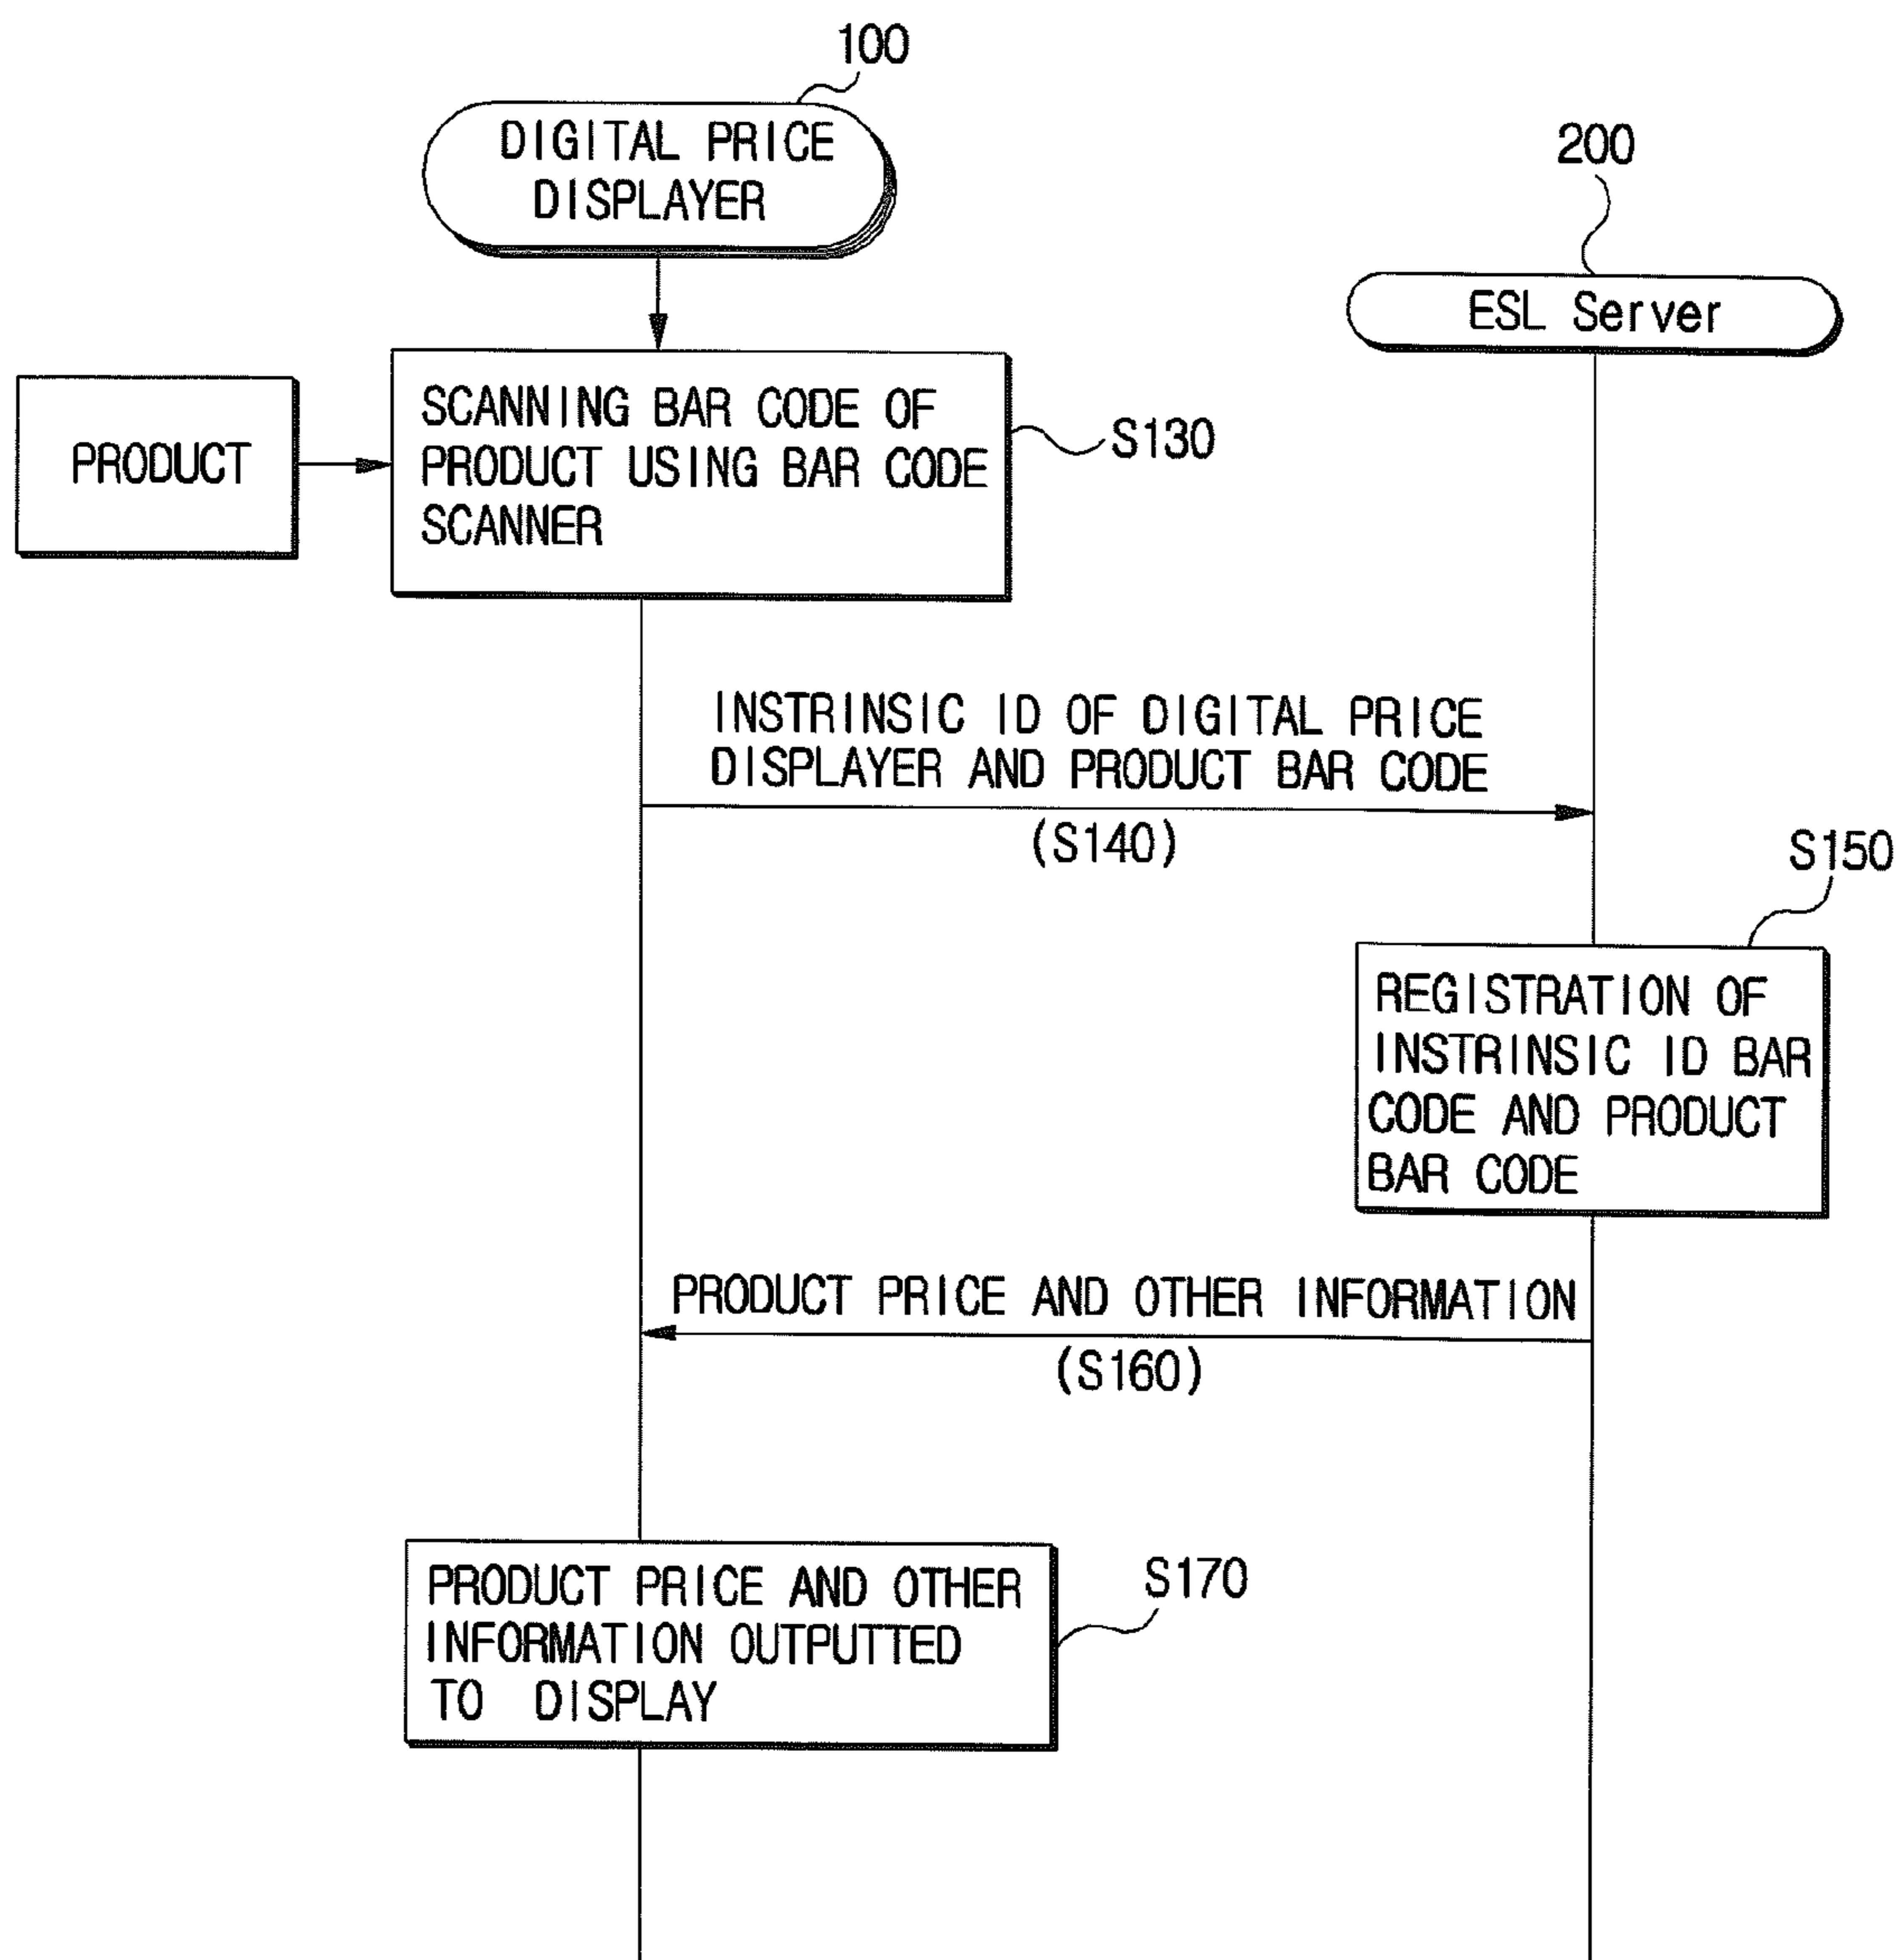 100
DIGITAL PRICE
DISPLAYER
200
ESL Server
PRODUCT
SCANNING BAR CODE OF
PRODUCT USING BAR CODE
SCANNER
S130
INSTRINSIC ID OF DIGITAL PRICE
DISPLAYER AND PRODUCT BAR CODE
(S140)
S150
REGISTRATION OF
INSTRINSIC ID BAR
CODE AND PRODUCT
BAR CODE
PRODUCT PRICE AND OTHER INFORMATION
(S160)
PRODUCT PRICE AND OTHER
INFORMATION OUTPUTTED
TO DISPLAY
S170